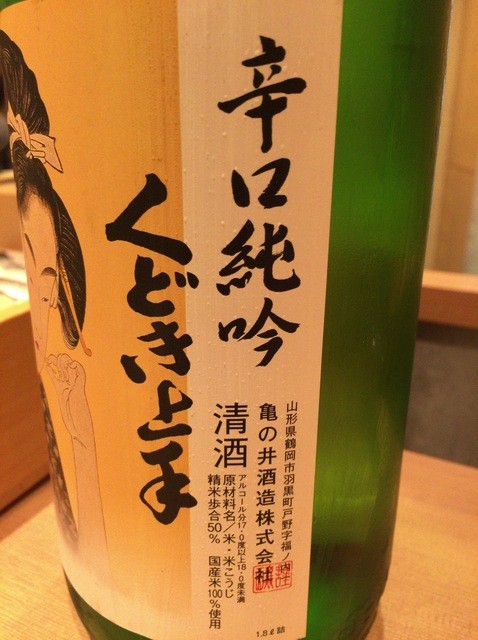 辛口純吟
くどき上手
山形県鶴岡市羽黒町戸野字福ノ内1
亀の井酒造株式会社
清酒
アルコール分17.0度以上18.0度未満
原材料名/米・米こうじ
精米歩合50% 国産米100%使用
1.8ℓ詰